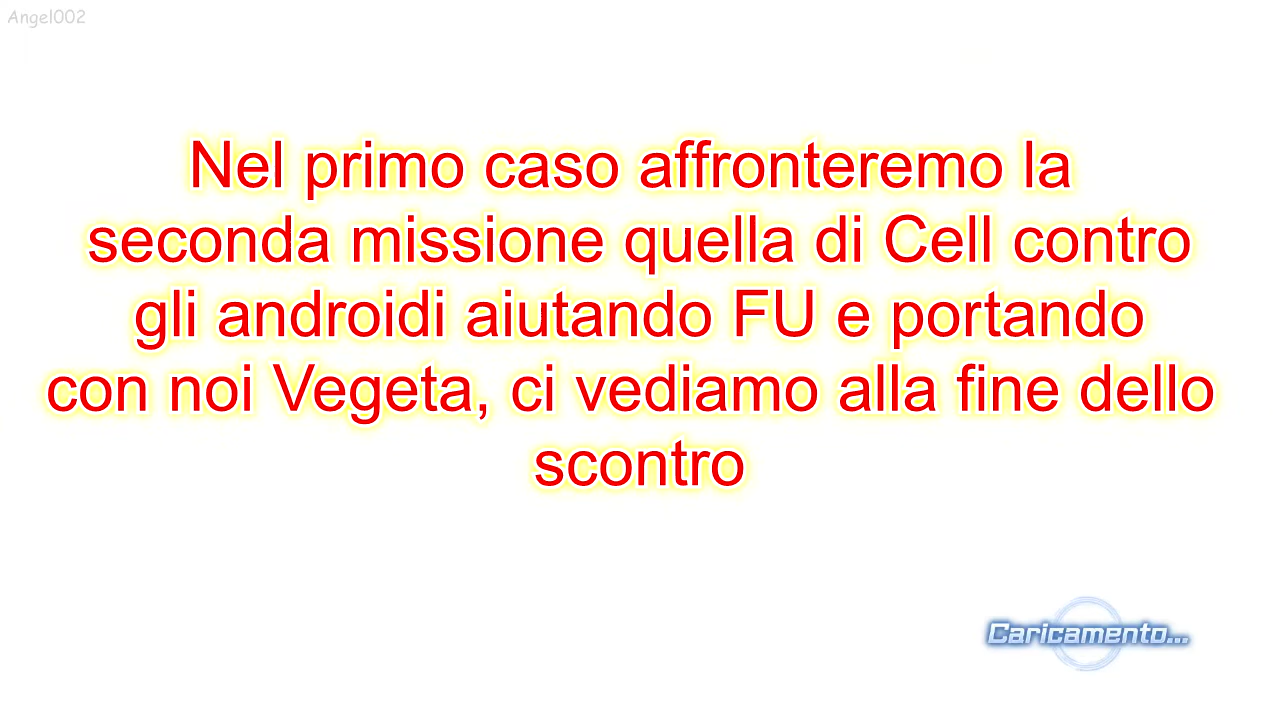 Angel002
Nel primo caso affronteremo la
seconda missione quella di Cell contro
gli androidi aiutando FU e portando
con noi Vegeta, ci vediamo alla fine dello
scontro
Caricamento...